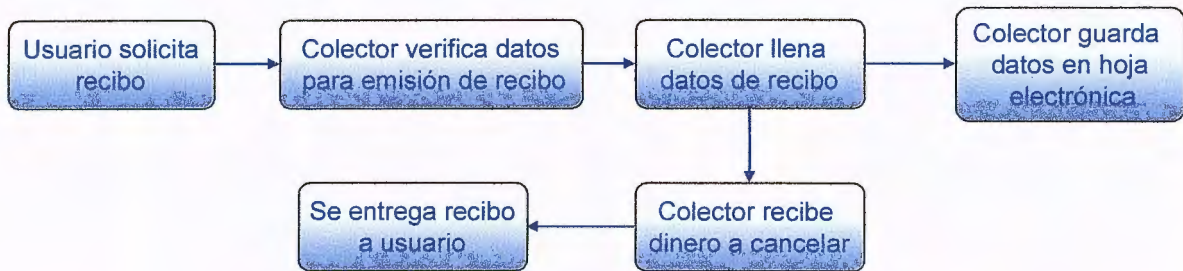 Usuario solicita
recibo
Colector verifica datos
para emisión de recibo
Colector llena
datos de recibo
Colector guarda
datos en hoja
electrónica
Se entrega recibo
a usuario
Colector recibe
dinero a cancelar